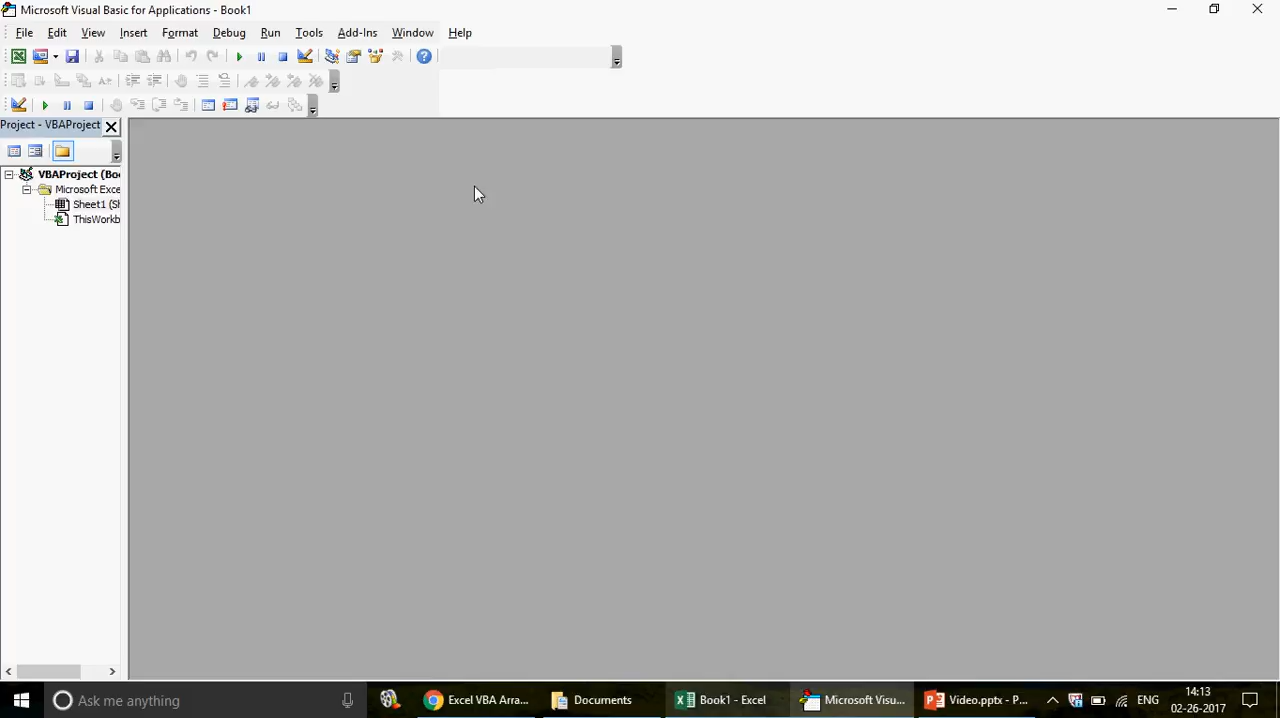 Microsoft Visual Basic for Applications - Book1
File Edit View Insert Format Debug Run Tools Add-Ins Window Help
Project - VBAProject
VBAProject (Boo
Microsoft Exce
Sheet1 (Sh
ThisWorkb
Ask me anything
Excel VBA Arra...
Documents
Book1 - Excel
Microsoft Visu...
Video.pptx - P...
ENG
14:13
02-26-2017